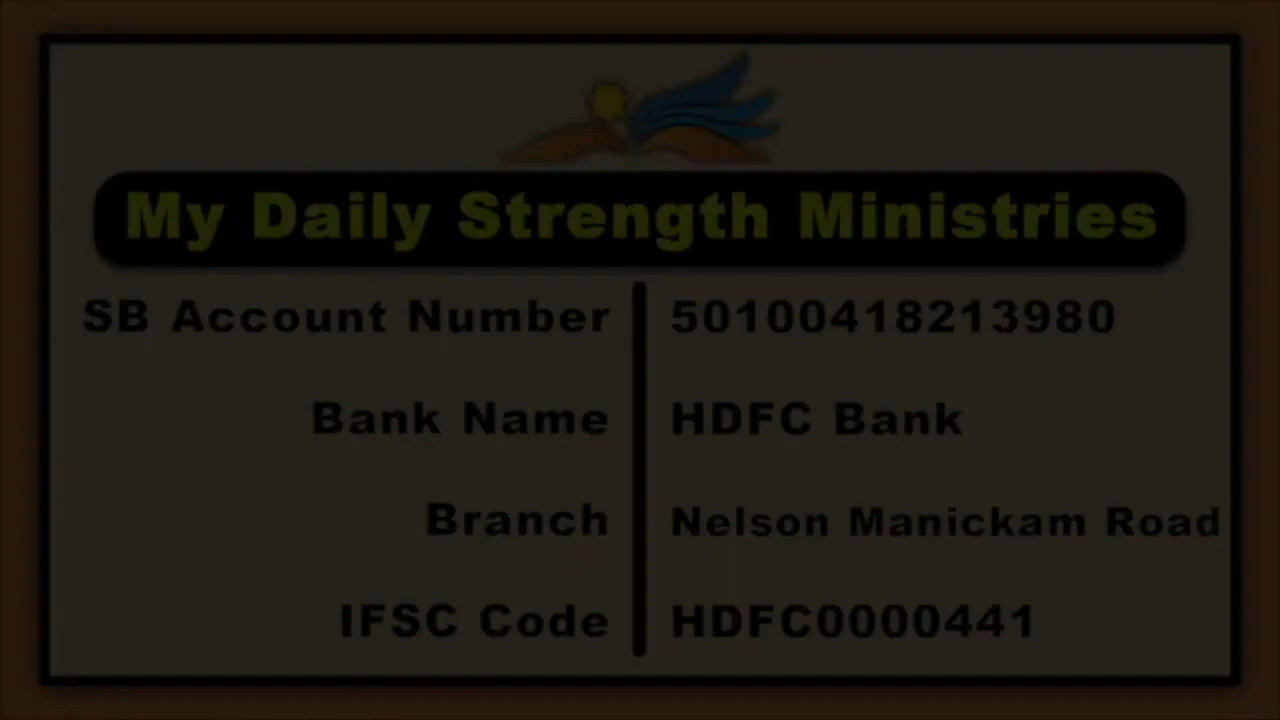 My Daily Strength Ministries
SB Account Number 50100418213980
Bank Name HDFC Bank
Branch Nelson Manickam Road
IFSC Code HDFC0000441